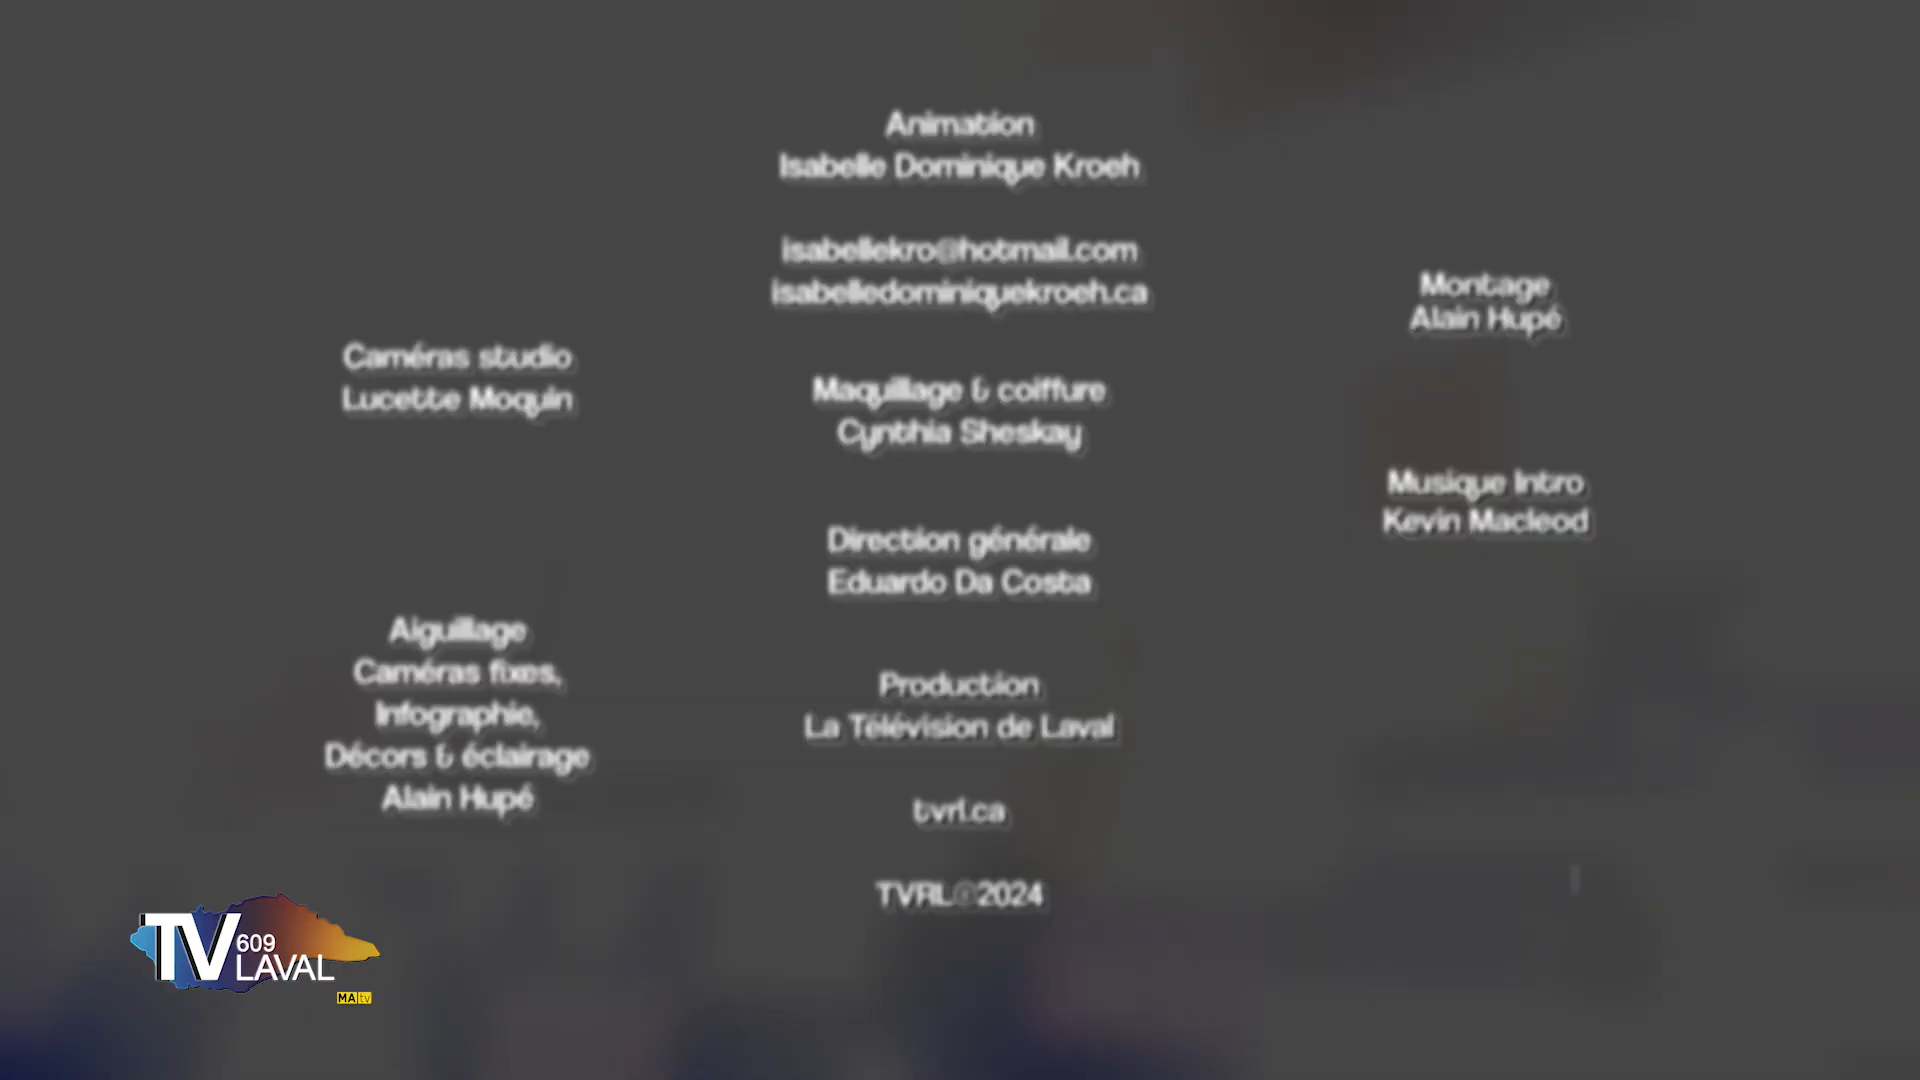 Animation
Isabelle Dominique Kroeh
isabellekro@hotmail.com
isabelledominiquekroeh.ca
Maquillage & coiffure
Cynthia Sheskay
Direction générale
Eduardo Da Costa
Production
La Télévision de Laval
tvrl.ca
TVRL©2024
Caméras studio
Lucette Moquin
Aiguillage
Caméras fixes,
Infographie,
Décors & éclairage
Alain Hupé
Montage
Alain Hupé
Musique Intro
Kevin Macleod
TV 609
LAVAL
MAtv